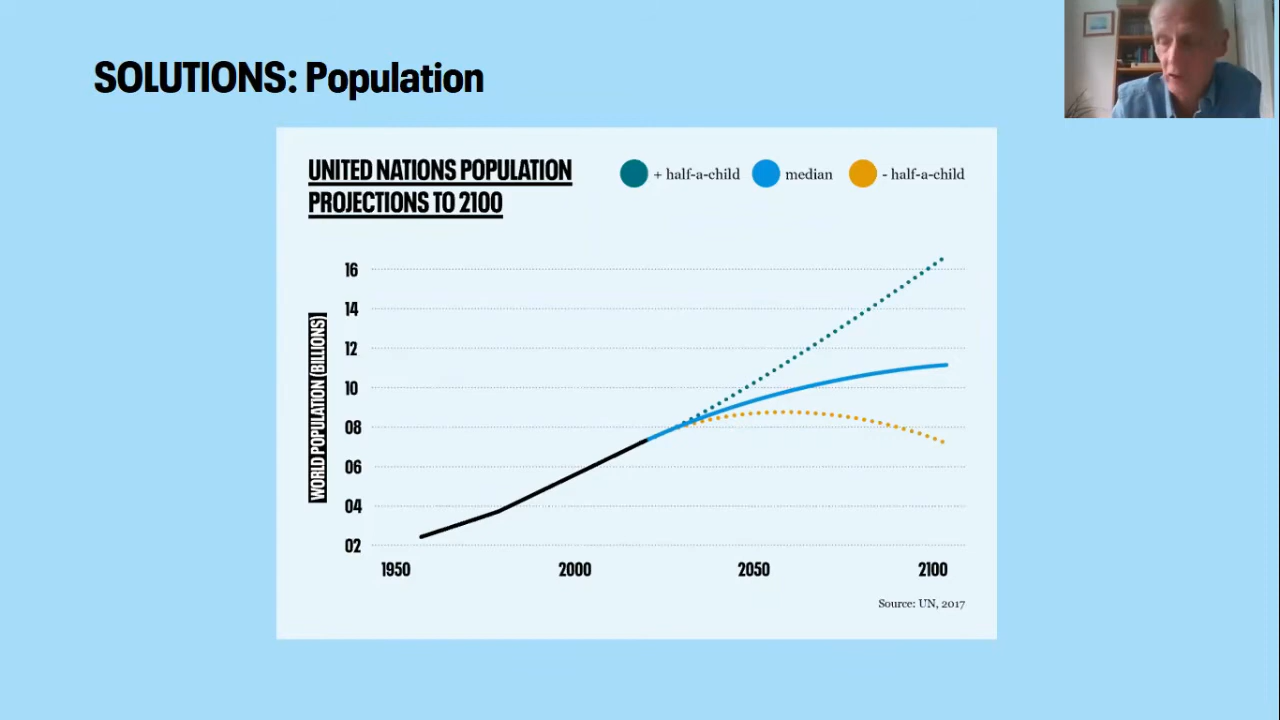 SOLUTIONS: Population
UNITED NATIONS POPULATION
PROJECTIONS TO 2100
+ half-a-child
median
- half-a-child
WORLD POPULATION (BILLIONS)
16
14
12
10
08
06
04
02
1950
2000
2050
2100
Source: UN, 2017